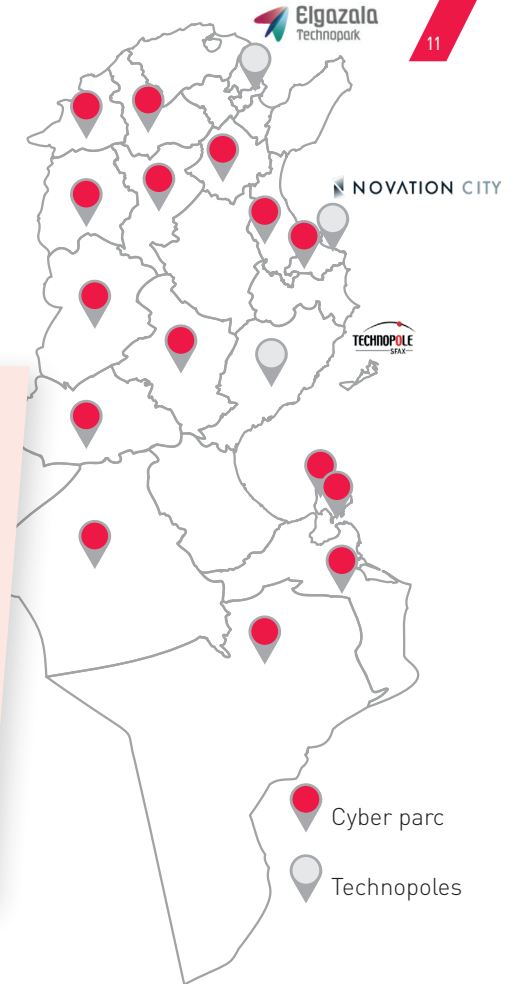 Elgazala
Technopark
11
NOVATION CITY
TECHNOPOLE
SFAX
Cyber parc
Technopoles